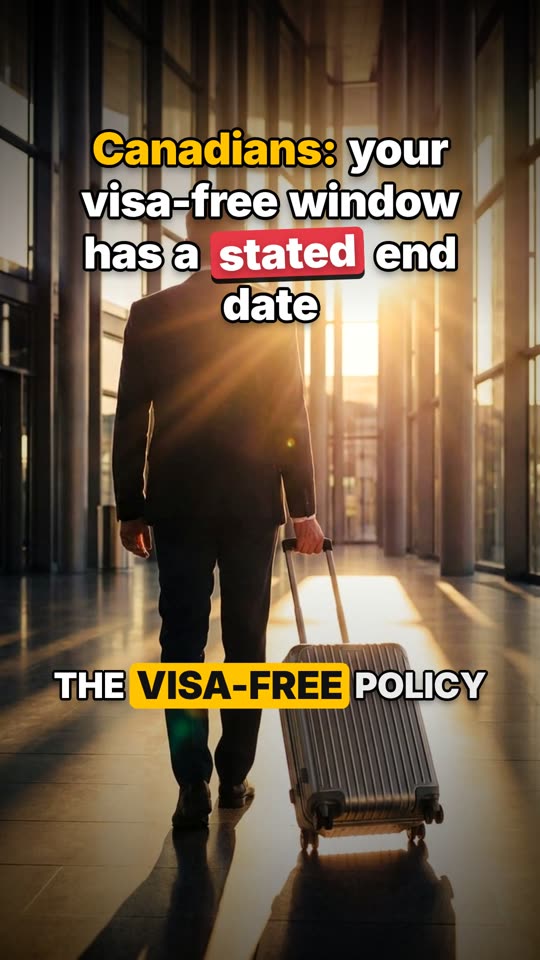 Canadians: your
visa-free window
has a stated end
date
THE VISA-FREE POLICY